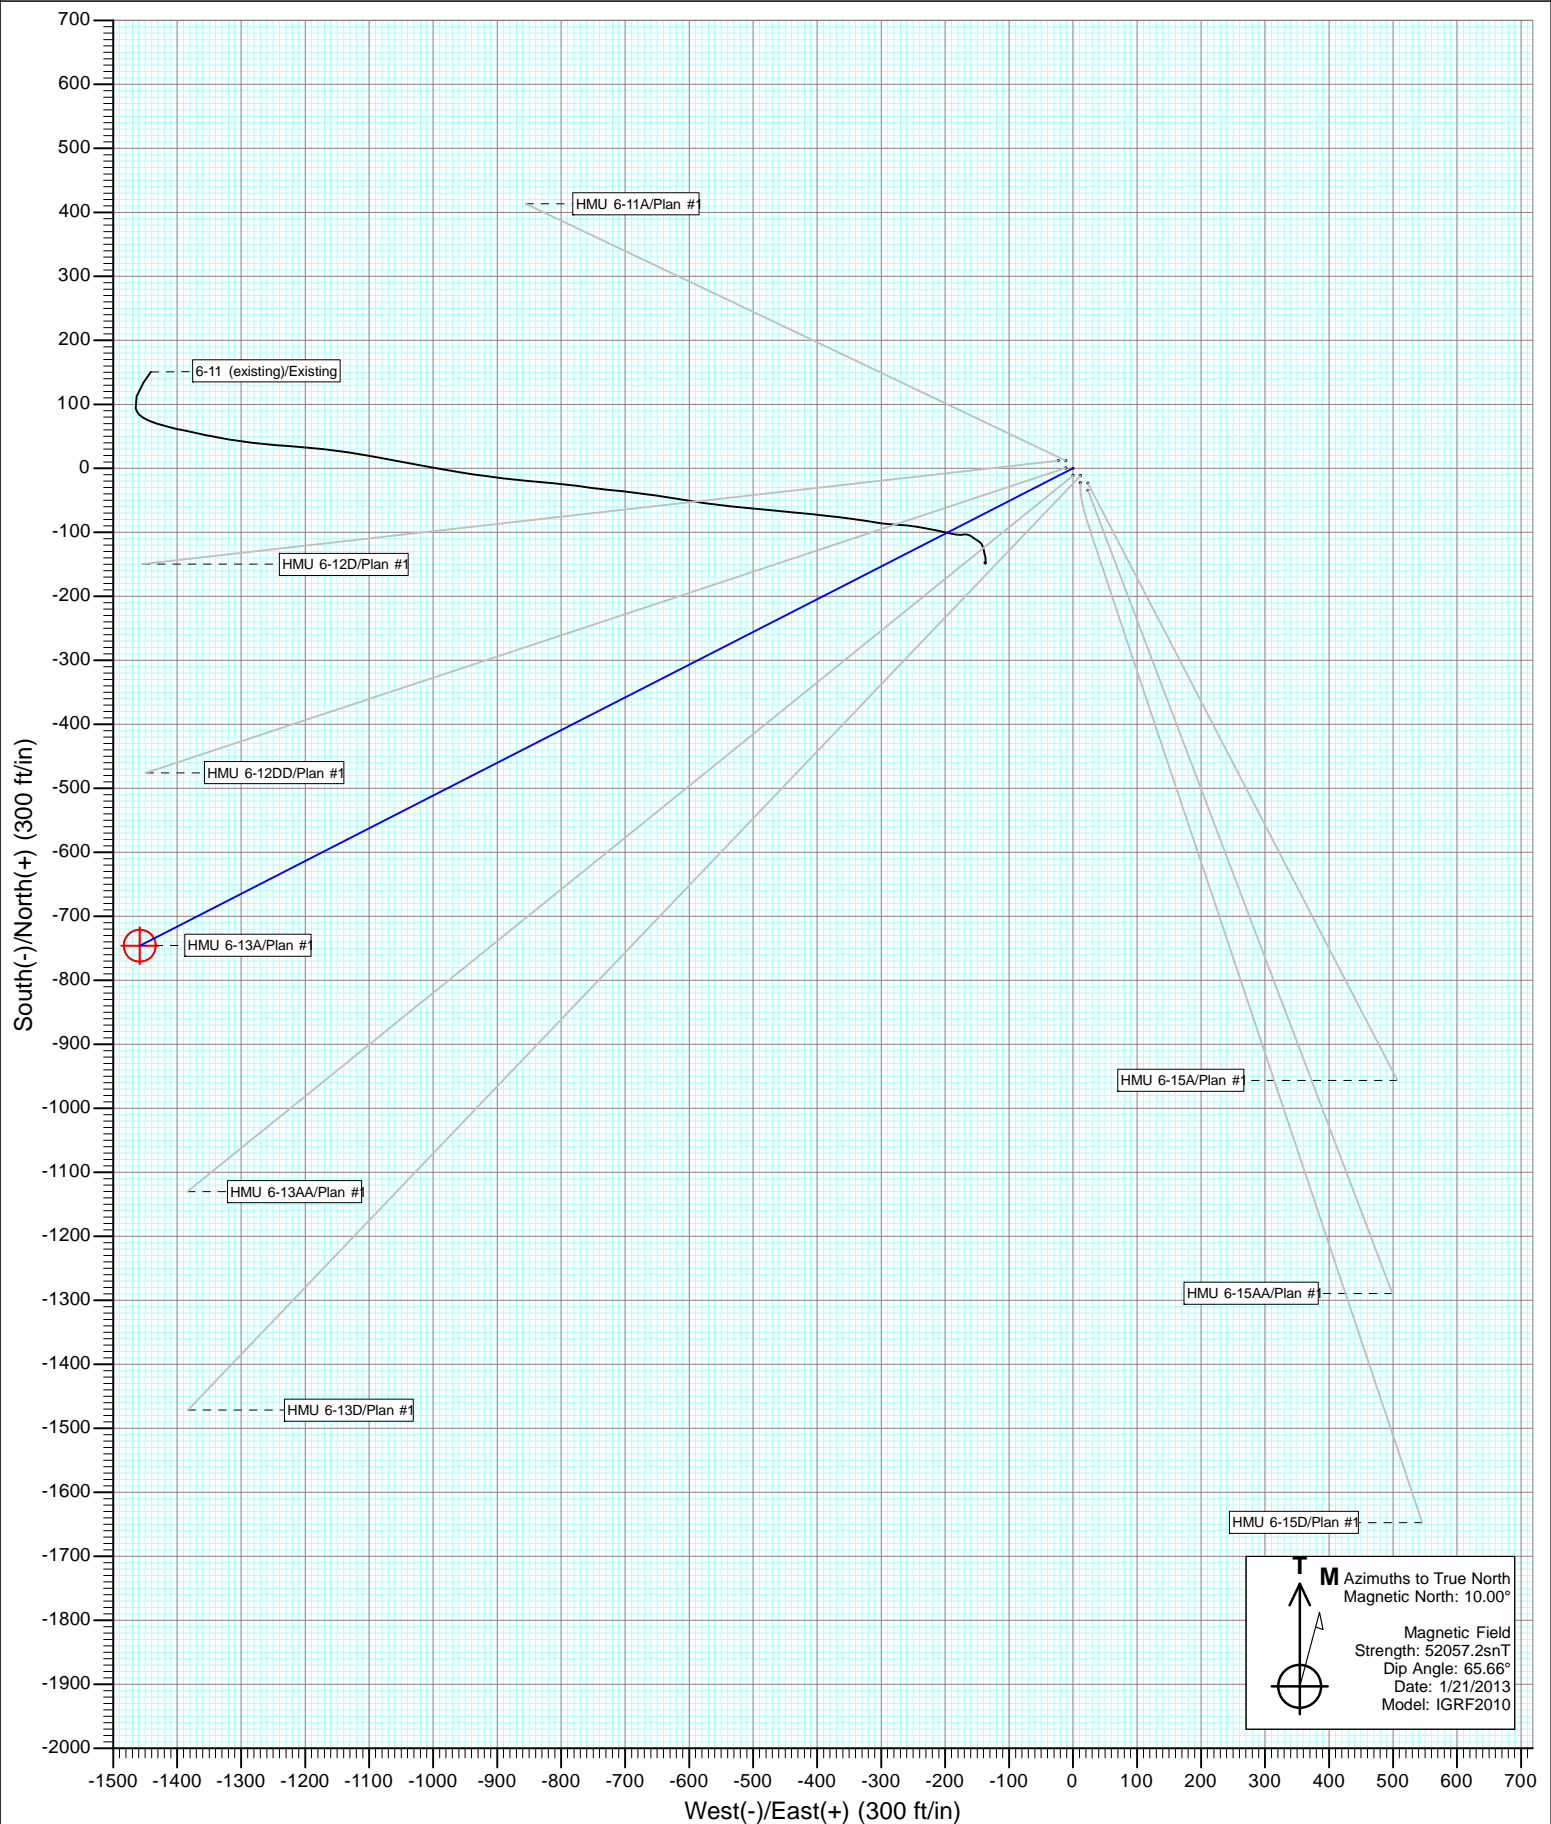 700
600
500
400
300
200
100
0
-100
-200
-300
-400
-500
-600
-700
-800
-900
-1000
-1100
-1200
-1300
-1400
-1500
-1600
-1700
-1800
-1900
-2000
South(-)/North(+) (300 ft/in)
HMU 6-11A/Plan #1
6-11 (existing)/Existing
HMU 6-12D/Plan #1
HMU 6-12DD/Plan #1
HMU 6-13A/Plan #1
HMU 6-15A/Plan #1
HMU 6-13AA/Plan #1
HMU 6-15AA/Plan #1
HMU 6-13D/Plan #1
HMU 6-15D/Plan #1
T
M
Azimuths to True North
Magnetic North: 10.00°
Magnetic Field
Strength: 52057.2snT
Dip Angle: 65.66°
Date: 1/21/2013
Model: IGRF2010
-1500 -1400 -1300 -1200 -1100 -1000 -900 -800 -700 -600 -500 -400 -300 -200 -100 0 100 200 300 400 500 600 700
West(-)/East(+) (300 ft/in)